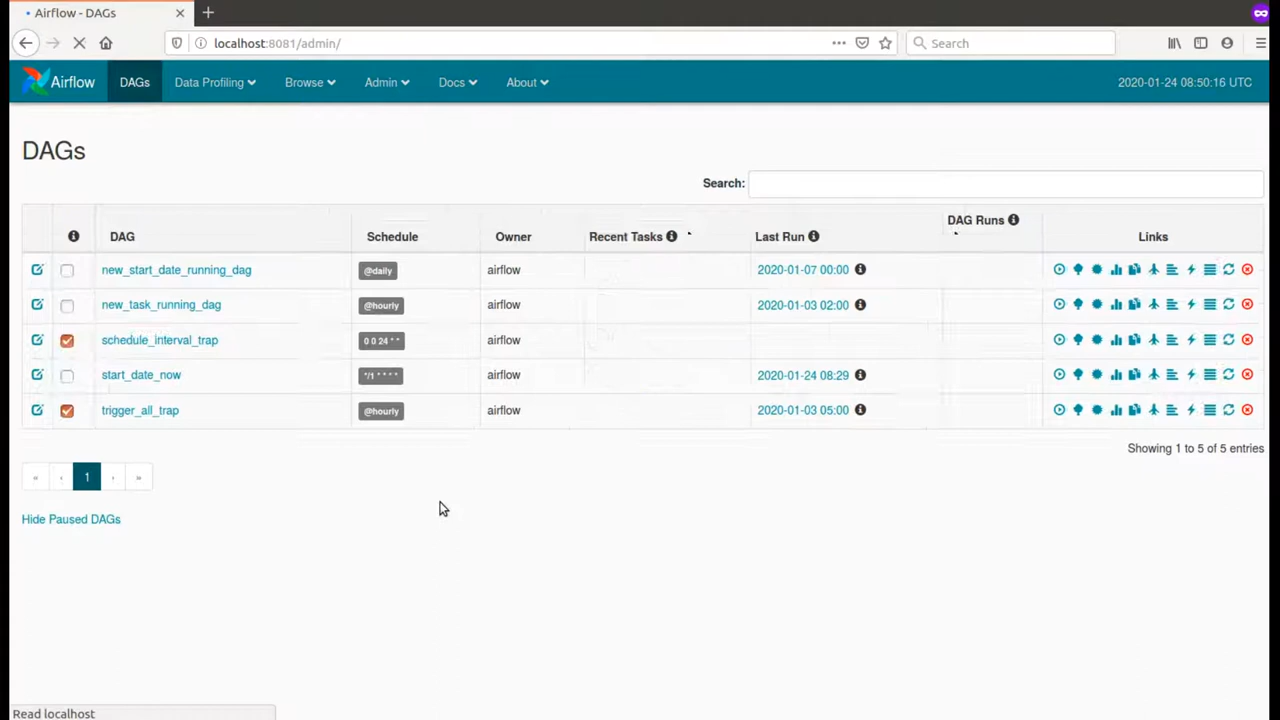 Airflow - DAGs
localhost:8081/admin/
Search
Airflow DAGs Data Profiling Browse Admin Docs About 2020-01-24 08:50:16 UTC
DAGs
Search:
DAG Schedule Owner Recent Tasks Last Run DAG Runs Links
new_start_date_running_dag @daily airflow 2020-01-07 00:00
new_task_running_dag @hourly airflow 2020-01-03 02:00
schedule_interval_trap 0 0 24 * * airflow
start_date_now */1 * * * * airflow 2020-01-24 08:29
trigger_all_trap @hourly airflow 2020-01-03 05:00
Showing 1 to 5 of 5 entries
« ‹ 1 › »
Hide Paused DAGs
Read localhost